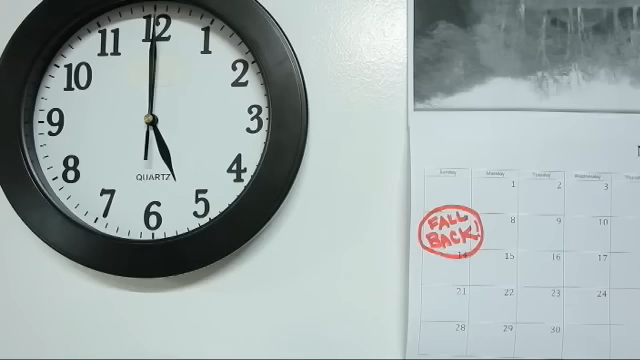 12
11
1
10
2
9
3
QUARTZ
8
4
7
5
6
Sunday Monday Tuesday Wednesday
1 2 3
FALL
BACK!
8 9 10
14 15 16 17
21 22 23 24
28 29 30